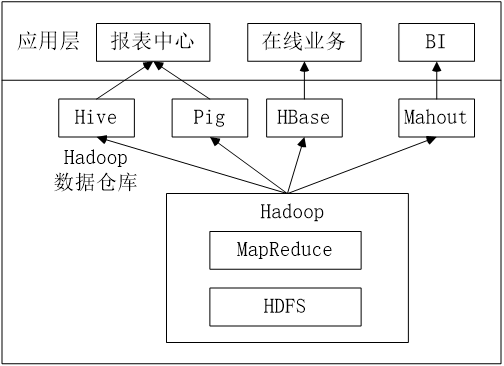 应用层
报表中心
在线业务
BI
Hive
Pig
HBase
Mahout
Hadoop
数据仓库
Hadoop
MapReduce
HDFS